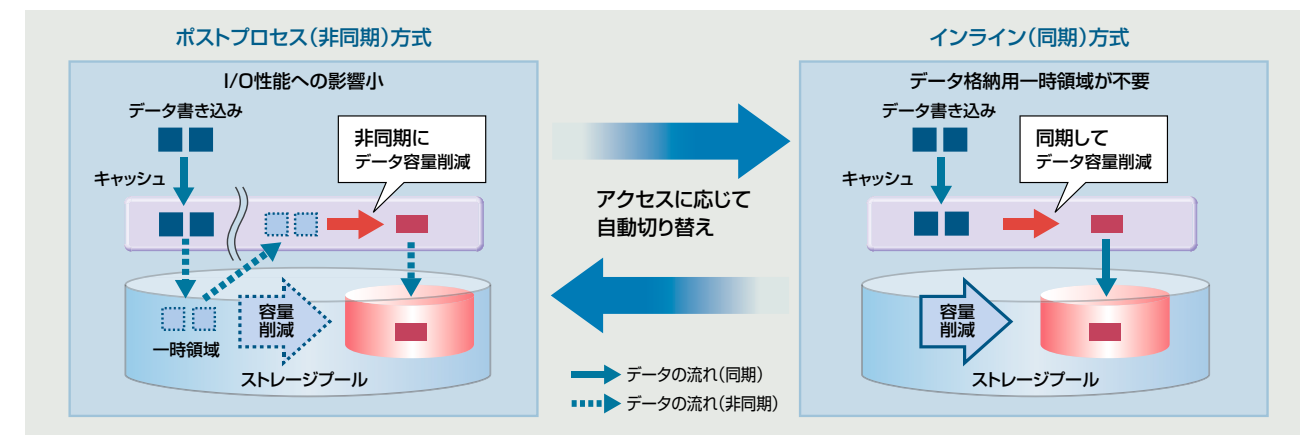 ポストプロセス(非同期)方式
I/O性能への影響小
データ書き込み
非同期に
データ容量削減
キャッシュ
容量
削減
一時領域
ストレージプール
アクセスに応じて
自動切り替え
データの流れ(同期)
データの流れ(非同期)
インライン(同期)方式
データ格納用一時領域が不要
データ書き込み
同期して
データ容量削減
キャッシュ
容量
削減
ストレージプール